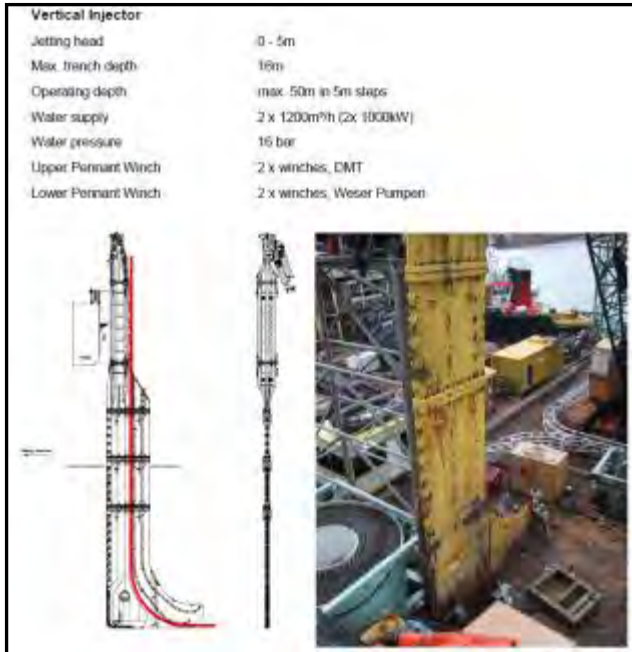 Vertical Injector
Jetting head 0 - 5m
Max. trench depth 16m
Operating depth max. 50m in 5m steps
Water supply 2 x 1200m³/h (2x 1000kW)
Water pressure 16 bar
Upper Pennant Winch 2 x winches, DMT
Lower Pennant Winch 2 x winches, Weser Pumpen